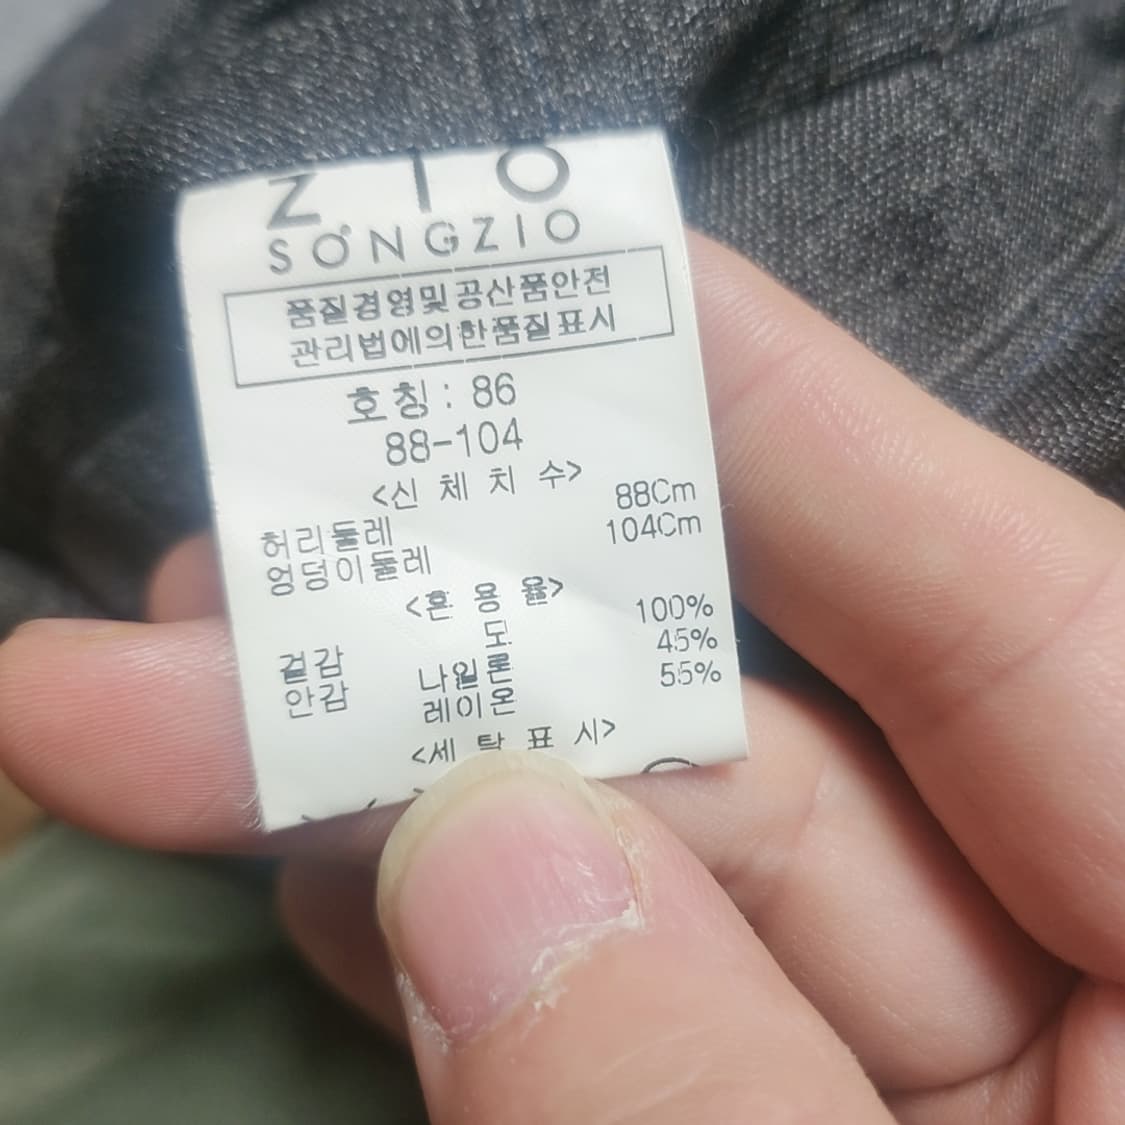 ZIO
SONGZIO
품질경영및공산품안전
관리법에의한품질표시
호칭 : 86
88-104
<신 체 치 수>
허리둘레 88Cm
엉덩이둘레 104Cm
<혼 용 율>
겉감 모 100%
안감 나일론 45%
레이온 55%
<세 탁 표 시>